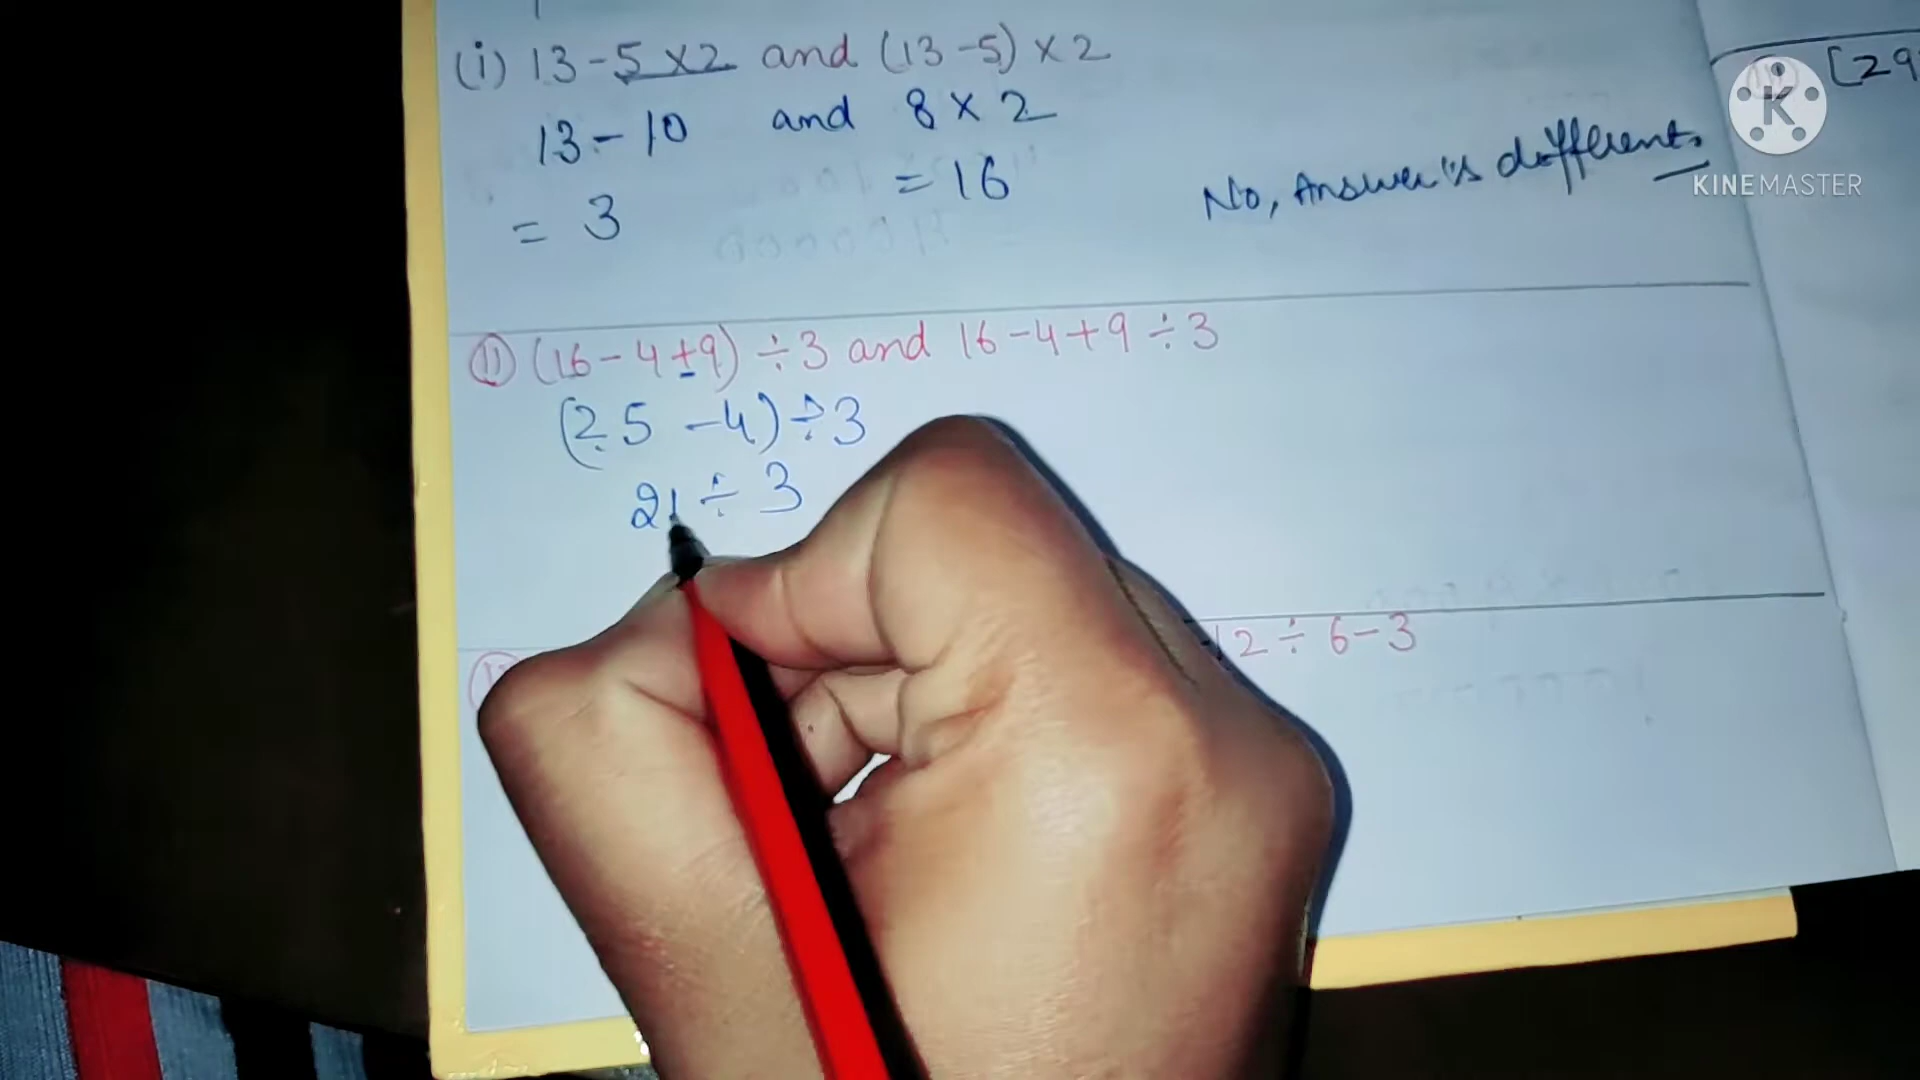 (i) 13-5×2 and (13-5)×2
13-10 and 8×2
= 3 = 16
No, Answer is different.
[29
KINEMASTER
(ii) (16-4+9)÷3 and 16-4+9÷3
(25-4)÷3
21÷3
12÷6-3